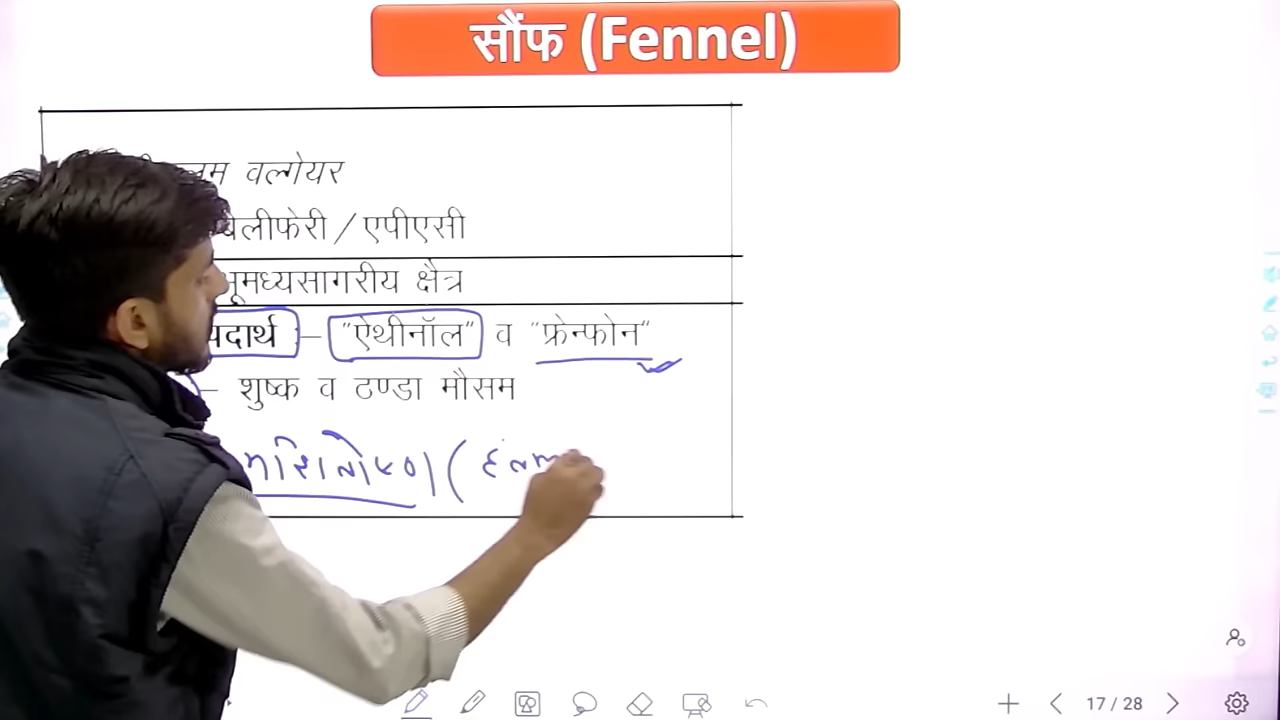 सौंफ (Fennel)
वल्गेयर
/ एपीएसी
भूमध्यसागरीय क्षैत्र
पदार्थ – "ऐथीनॉल" व "फ्रेन्फोन"
– शुष्क व ठण्डा मौसम
17 / 28